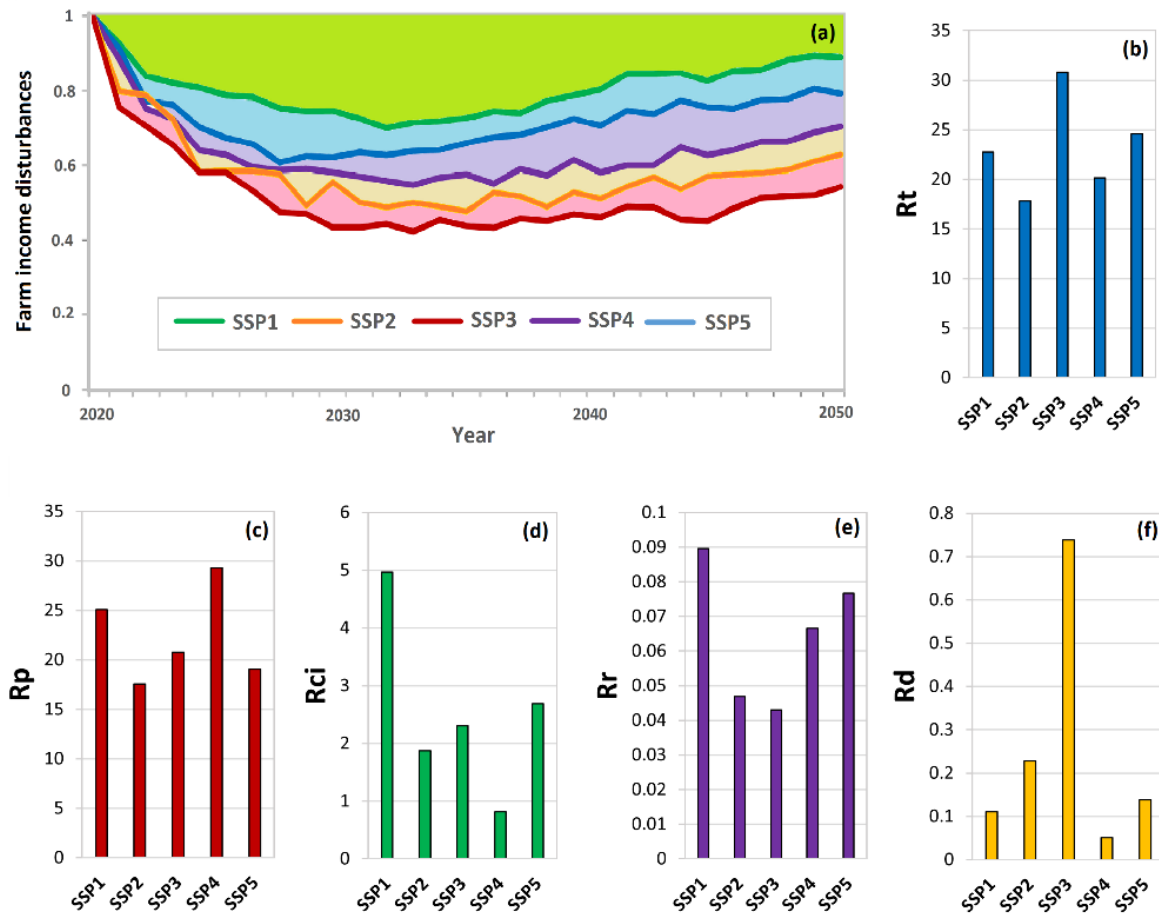 (a)
Farm income disturbances
1
0.8
0.6
0.4
0.2
0
SSP1 SSP2 SSP3 SSP4 SSP5
2020 2030 2040 2050
Year
(b)
Rt
35
30
25
20
15
10
5
0
SSP1 SSP2 SSP3 SSP4 SSP5
(c)
Rp
35
30
25
20
15
10
5
0
SSP1 SSP2 SSP3 SSP4 SSP5
(d)
Rci
6
5
4
3
2
1
0
SSP1 SSP2 SSP3 SSP4 SSP5
(e)
Rr
0.1
0.09
0.08
0.07
0.06
0.05
0.04
0.03
0.02
0.01
0
SSP1 SSP2 SSP3 SSP4 SSP5
(f)
Rd
0.8
0.7
0.6
0.5
0.4
0.3
0.2
0.1
0
SSP1 SSP2 SSP3 SSP4 SSP5